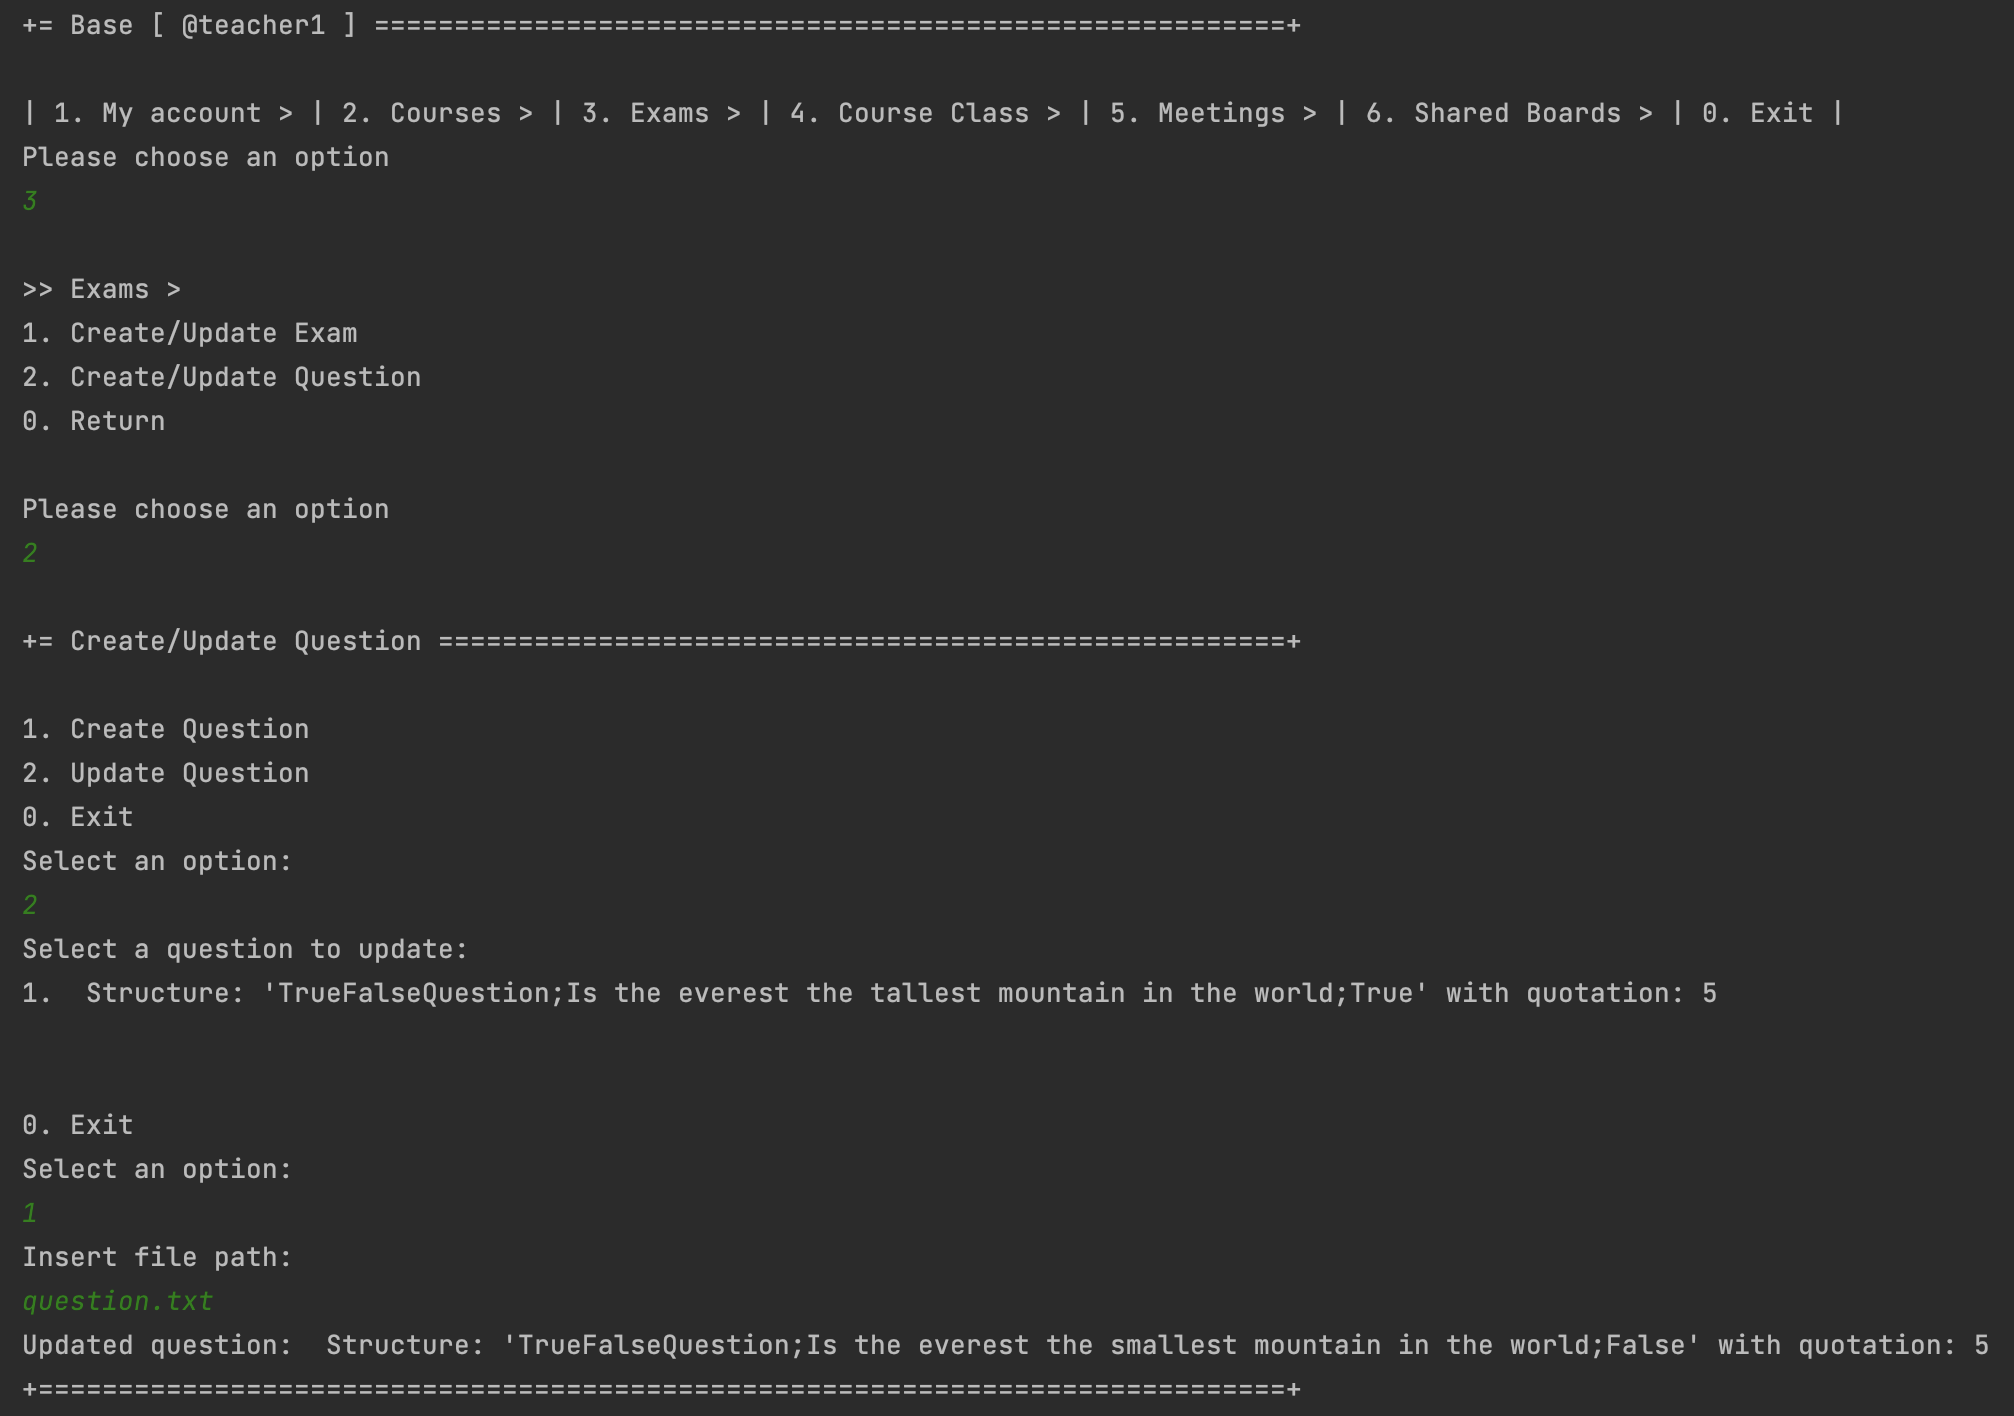 += Base [ @teacher1 ] =========================================================+
| 1. My account > | 2. Courses > | 3. Exams > | 4. Course Class > | 5. Meetings > | 6. Shared Boards > | 0. Exit |
Please choose an option
3
>> Exams >
1. Create/Update Exam
2. Create/Update Question
0. Return
Please choose an option
2
+= Create/Update Question =====================================================+
1. Create Question
2. Update Question
0. Exit
Select an option:
2
Select a question to update:
1.  Structure: 'TrueFalseQuestion;Is the everest the tallest mountain in the world;True' with quotation: 5
0. Exit
Select an option:
1
Insert file path:
question.txt
Updated question:  Structure: 'TrueFalseQuestion;Is the everest the smallest mountain in the world;False' with quotation: 5
+==============================================================================+